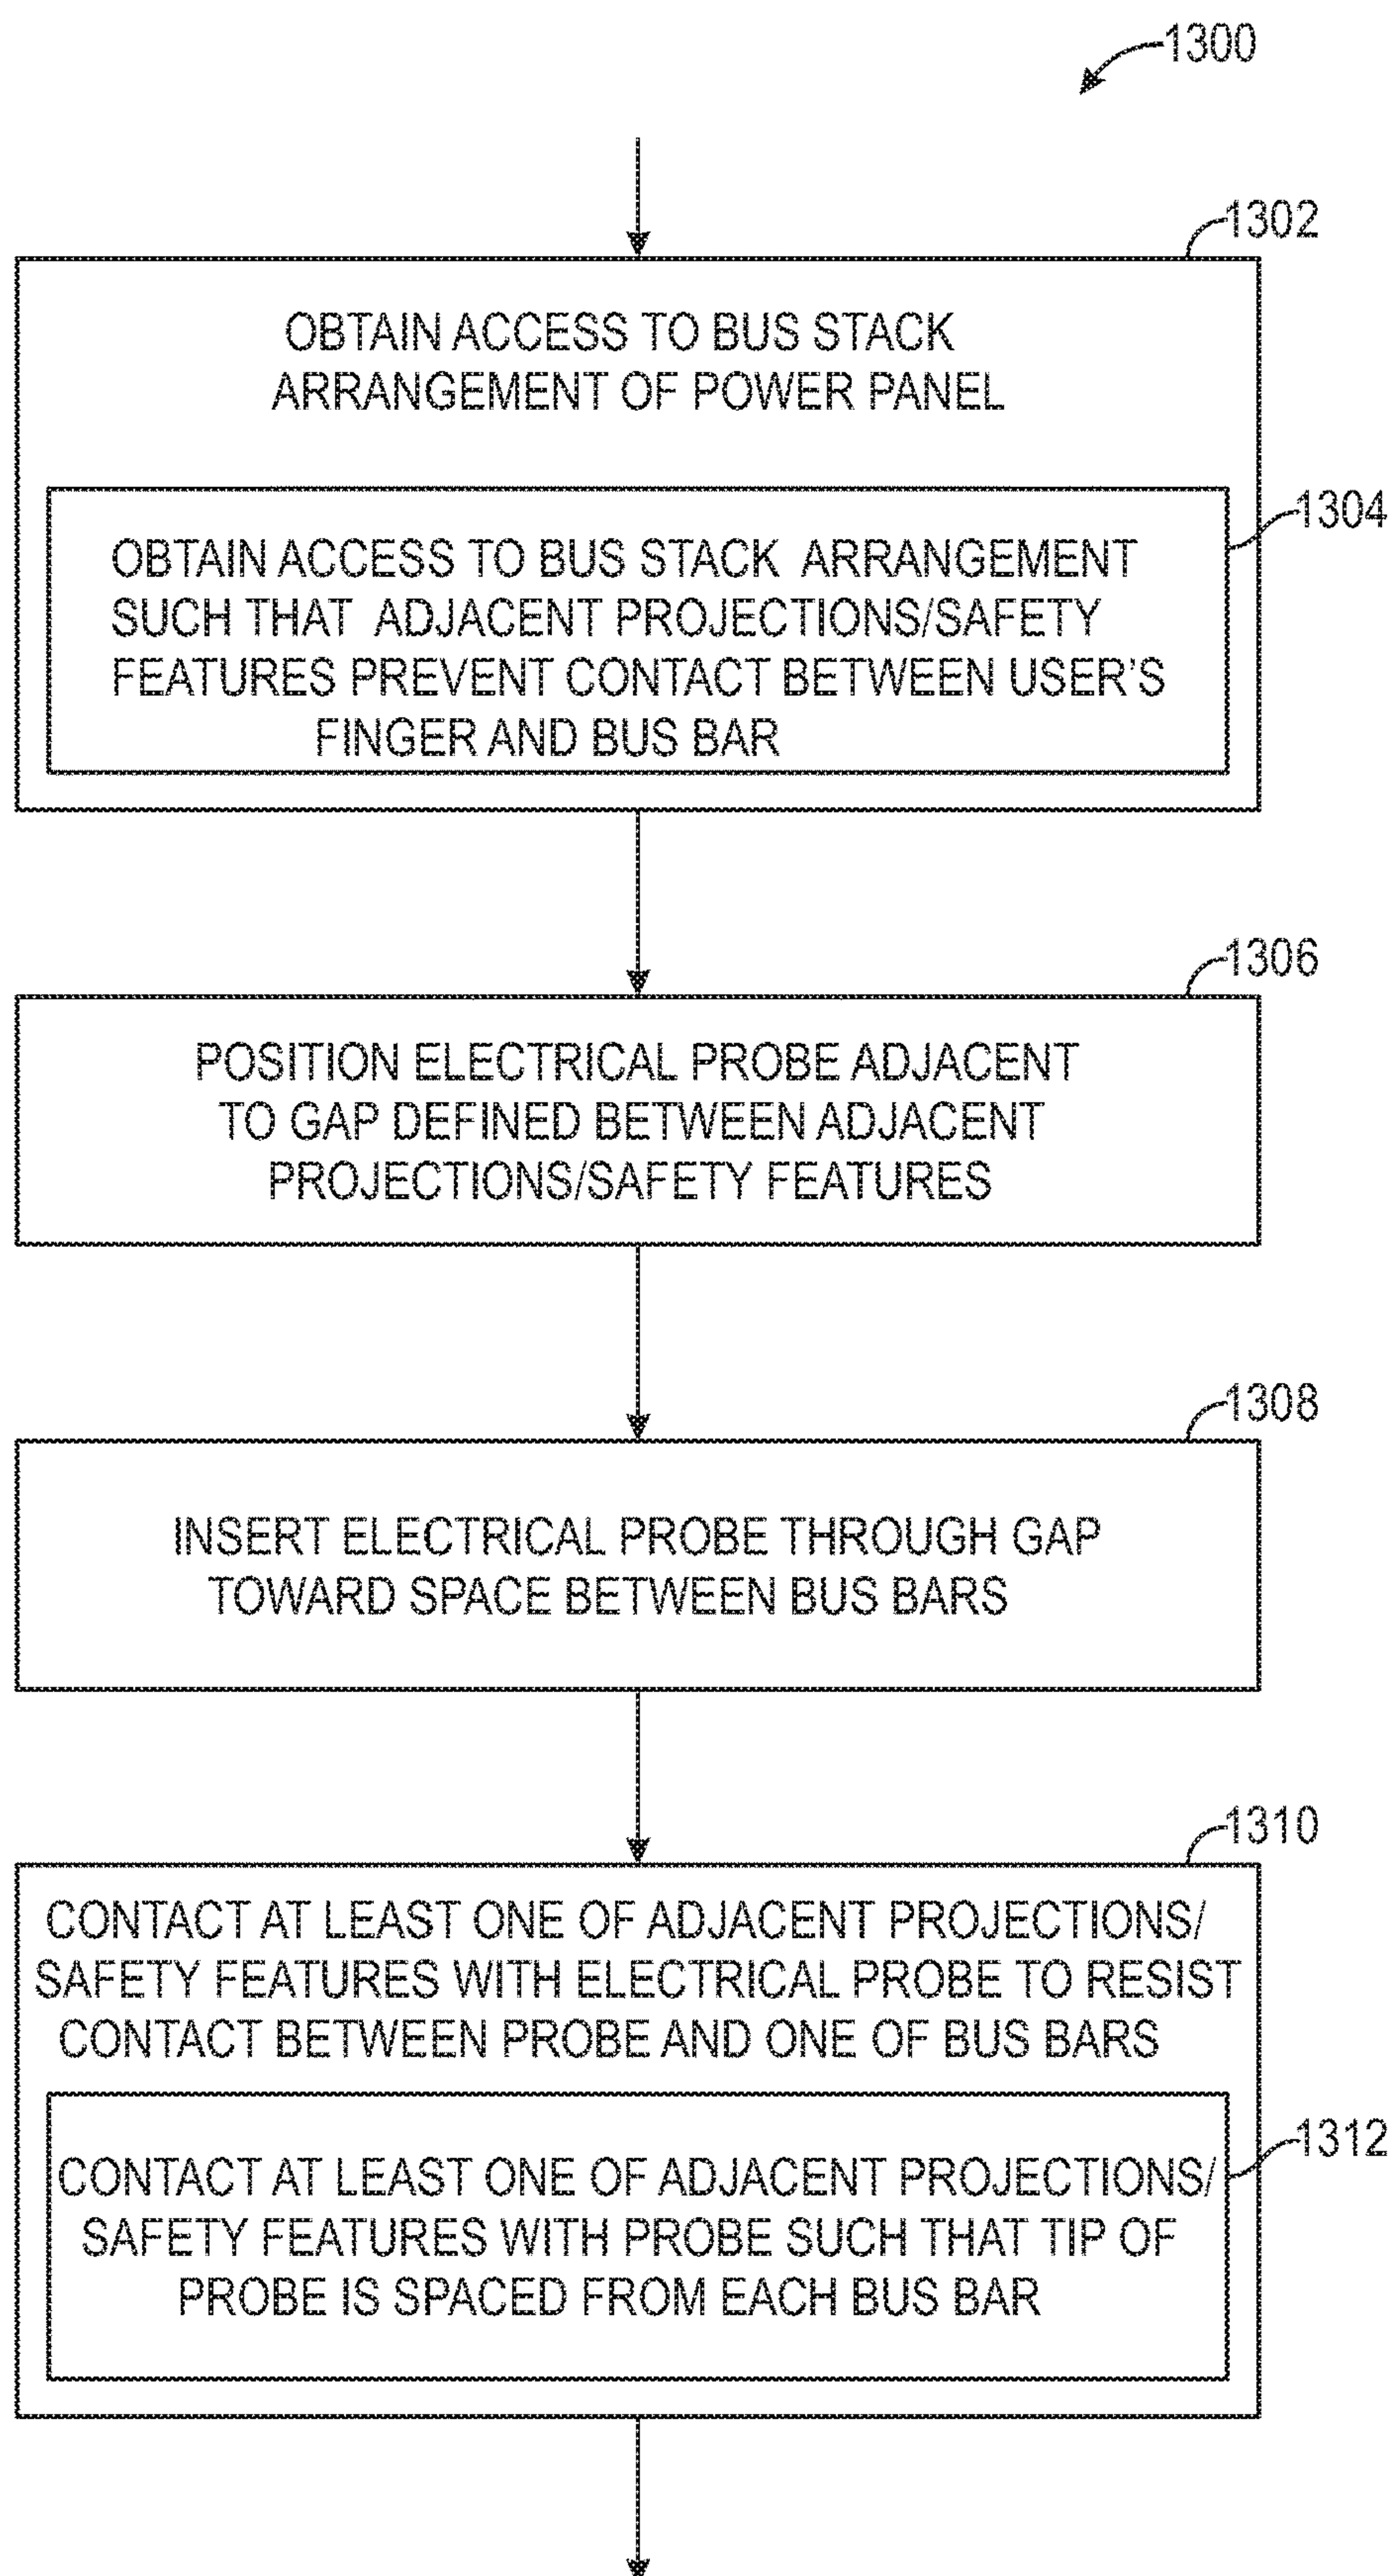 1300
1302
OBTAIN ACCESS TO BUS STACK
ARRANGEMENT OF POWER PANEL
1304
OBTAIN ACCESS TO BUS STACK ARRANGEMENT
SUCH THAT ADJACENT PROJECTIONS/SAFETY
FEATURES PREVENT CONTACT BETWEEN USER'S
FINGER AND BUS BAR
1306
POSITION ELECTRICAL PROBE ADJACENT
TO GAP DEFINED BETWEEN ADJACENT
PROJECTIONS/SAFETY FEATURES
1308
INSERT ELECTRICAL PROBE THROUGH GAP
TOWARD SPACE BETWEEN BUS BARS
1310
CONTACT AT LEAST ONE OF ADJACENT PROJECTIONS/
SAFETY FEATURES WITH ELECTRICAL PROBE TO RESIST
CONTACT BETWEEN PROBE AND ONE OF BUS BARS
1312
CONTACT AT LEAST ONE OF ADJACENT PROJECTIONS/
SAFETY FEATURES WITH PROBE SUCH THAT TIP OF
PROBE IS SPACED FROM EACH BUS BAR